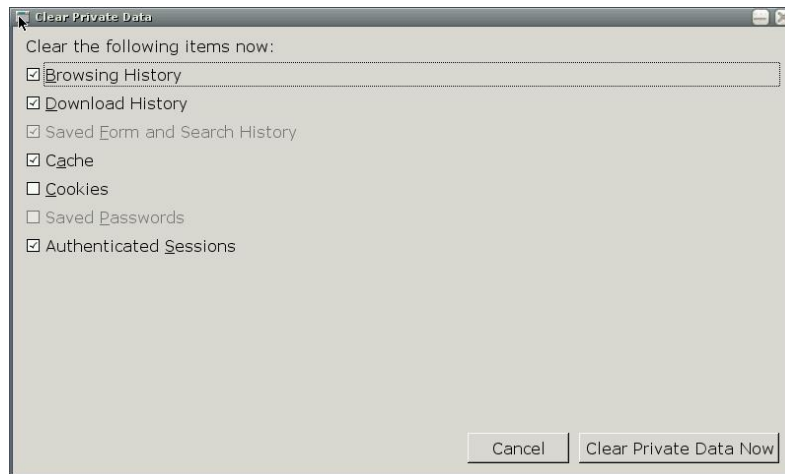 Clear Private Data
Clear the following items now:
Browsing History
Download History
Saved Form and Search History
Cache
Cookies
Saved Passwords
Authenticated Sessions
Cancel
Clear Private Data Now